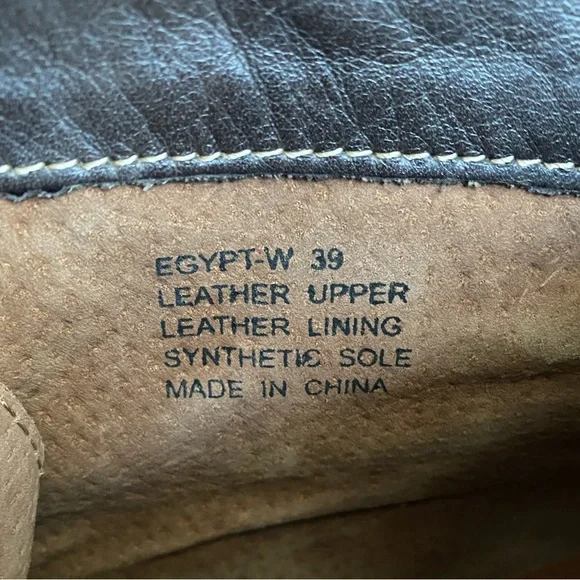 EGYPT-W 39
LEATHER UPPER
LEATHER LINING
SYNTHETIC SOLE
MADE IN CHINA